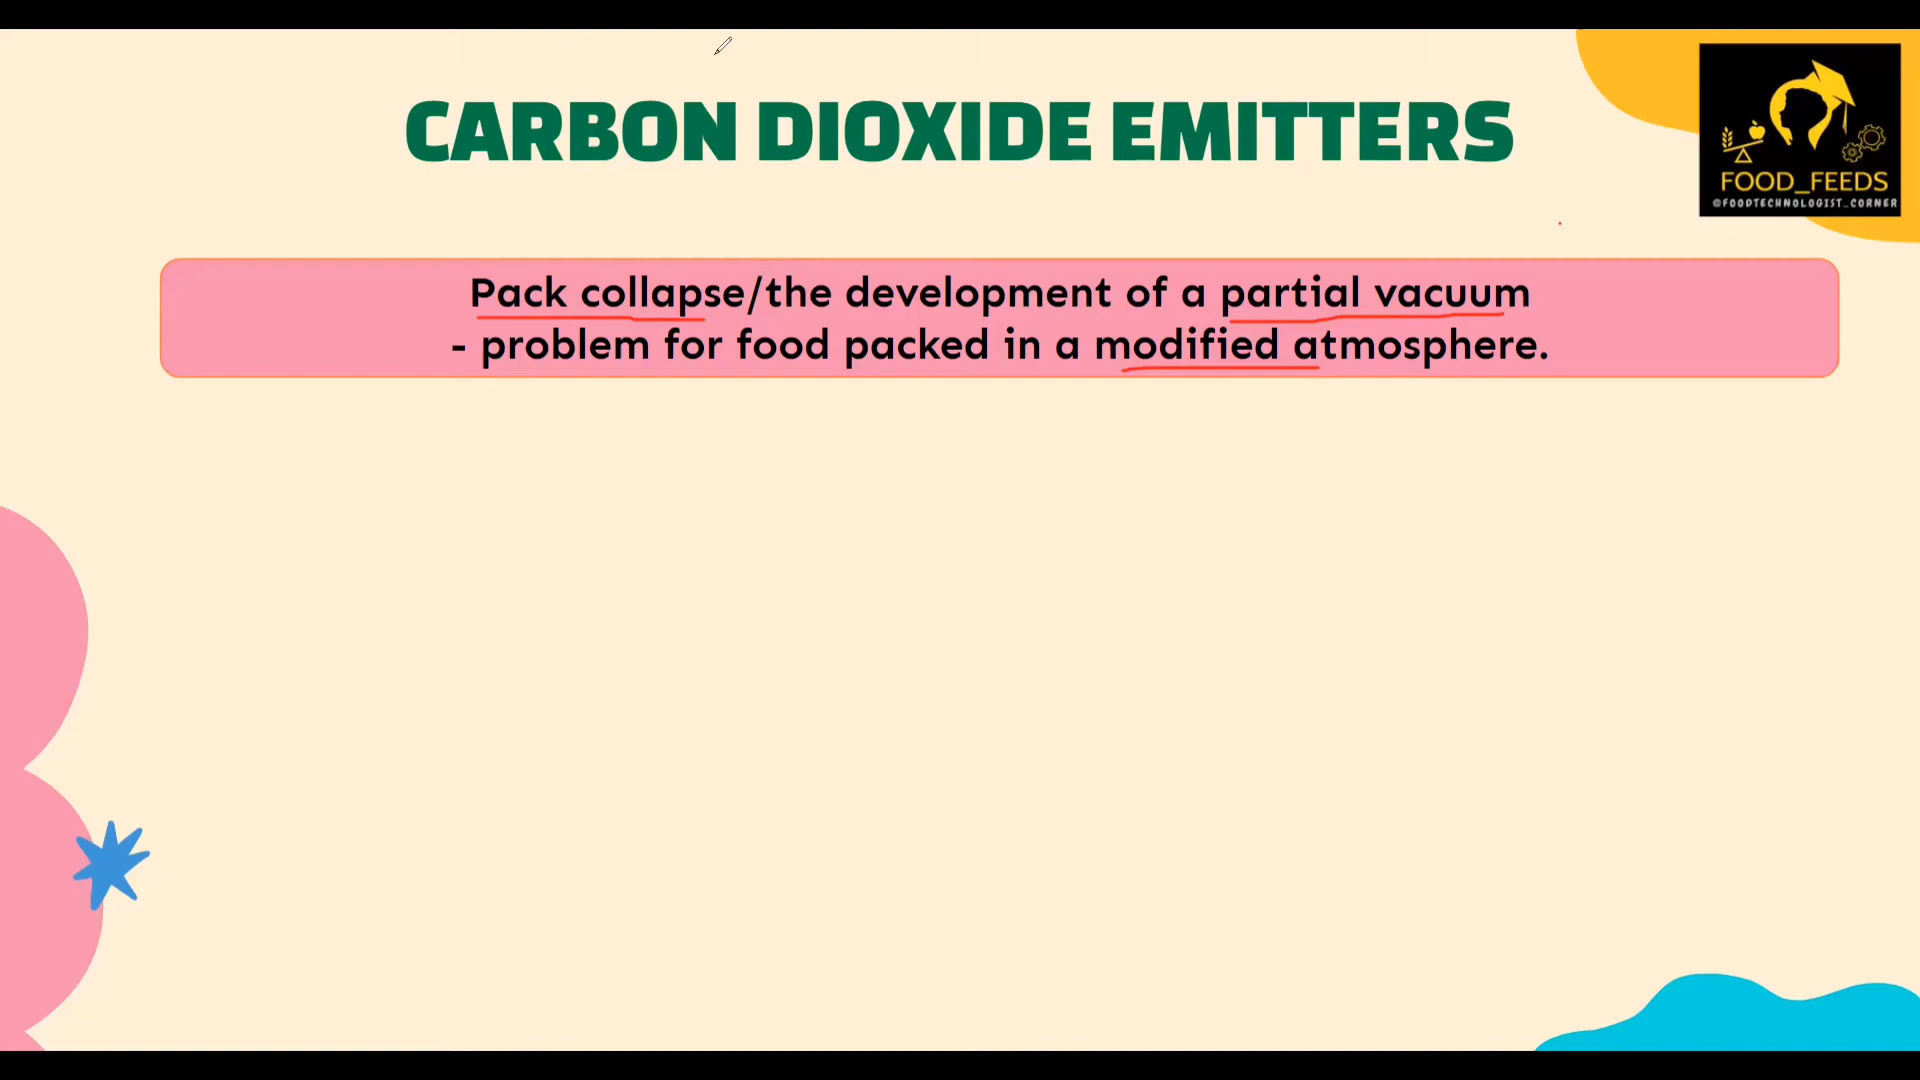 CARBON DIOXIDE EMITTERS
FOOD_FEEDS
@FOODTECHNOLOGIST_CORNER
Pack collapse/the development of a partial vacuum
- problem for food packed in a modified atmosphere.